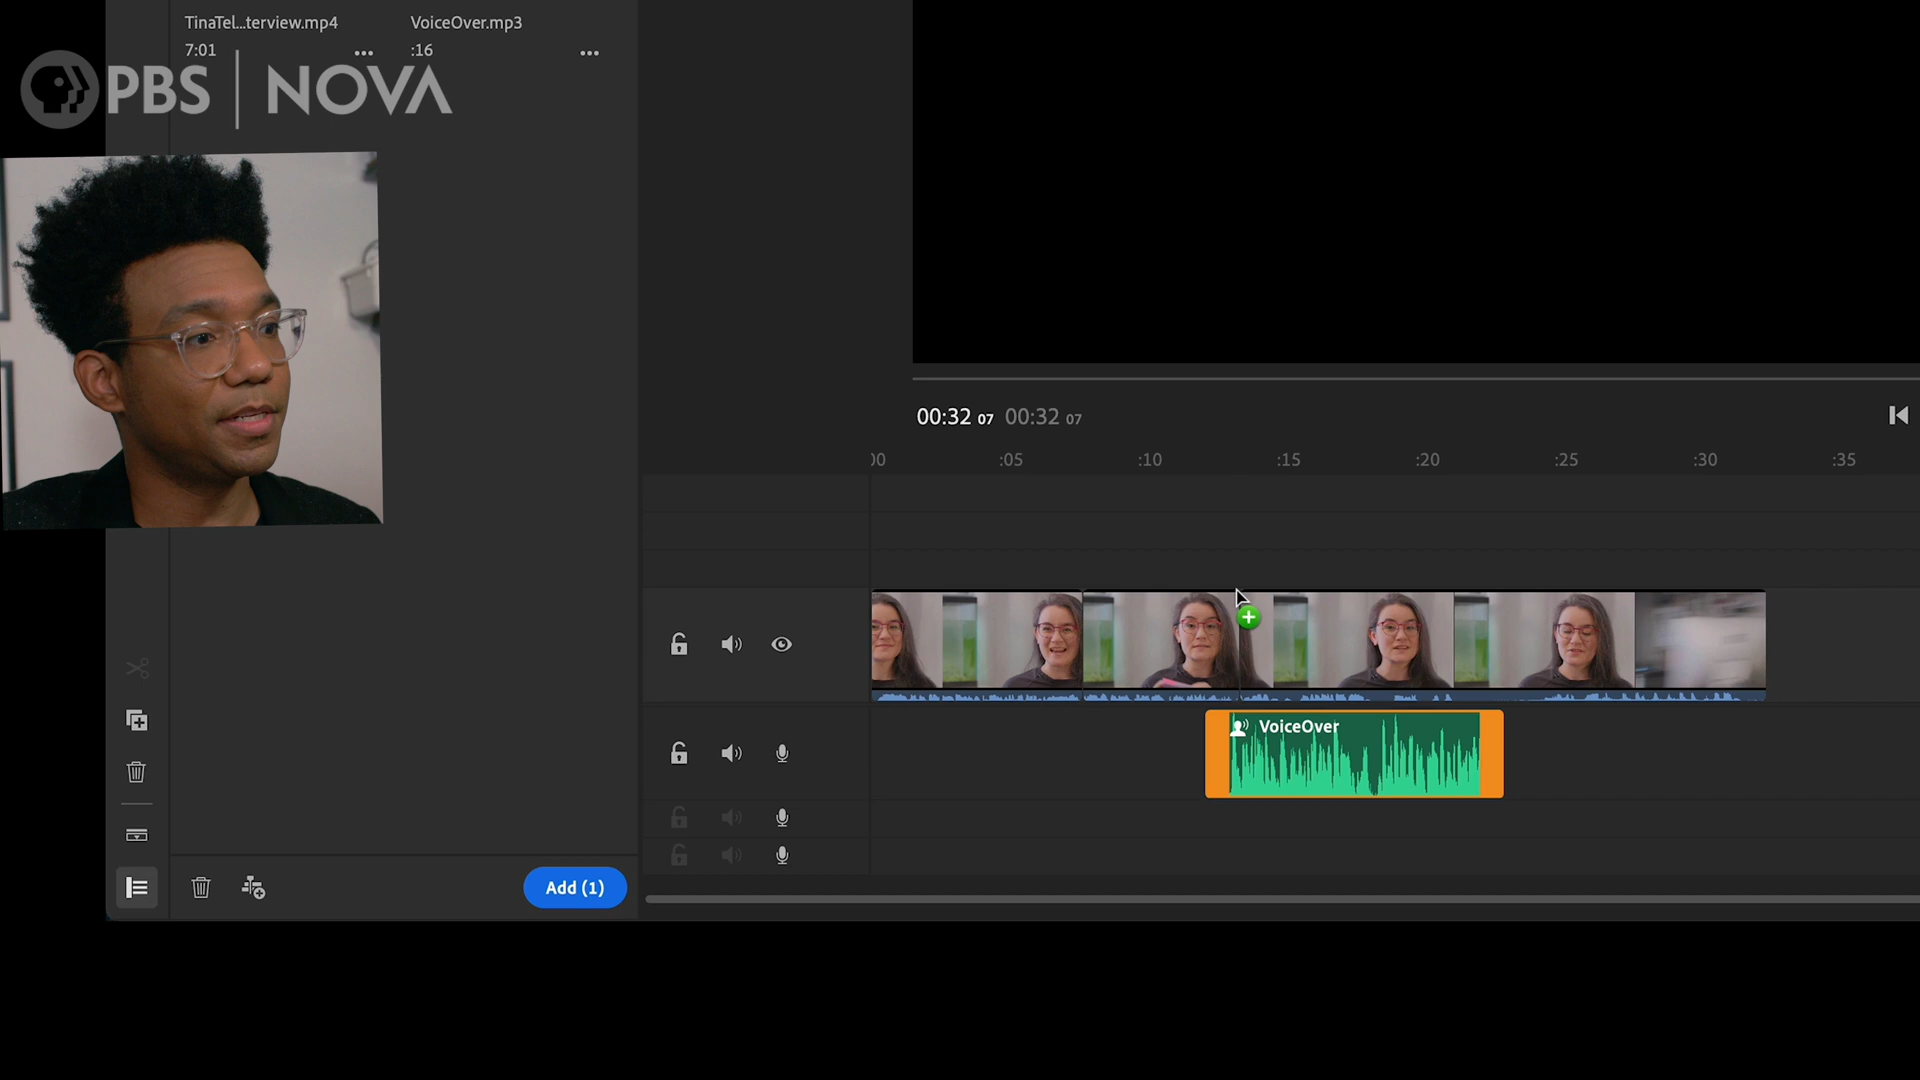 TinaTel...terview.mp4 VoiceOver.mp3
7:01 ... :16 ...
PBS | NOVA
00:32 07 00:32 07
00 :05 :10 :15 :20 :25 :30 :35
VoiceOver
Add (1)